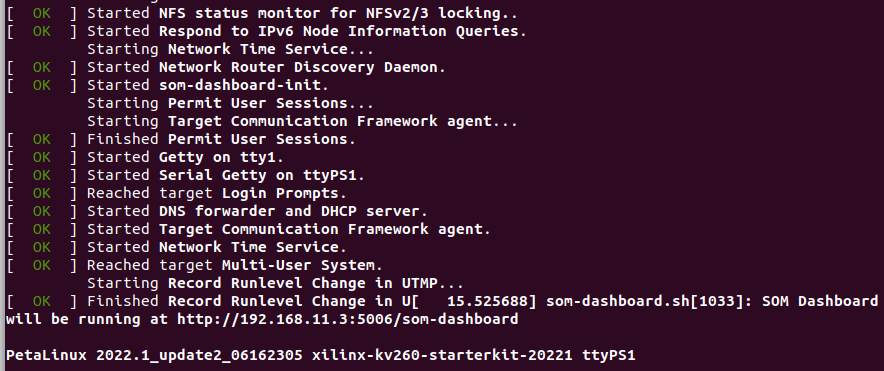 [  OK  ] Started NFS status monitor for NFSv2/3 locking..
[  OK  ] Started Respond to IPv6 Node Information Queries.
         Starting Network Time Service...
[  OK  ] Started Network Router Discovery Daemon.
[  OK  ] Started som-dashboard-init.
         Starting Permit User Sessions...
         Starting Target Communication Framework agent...
[  OK  ] Finished Permit User Sessions.
[  OK  ] Started Getty on tty1.
[  OK  ] Started Serial Getty on ttyPS1.
[  OK  ] Reached target Login Prompts.
[  OK  ] Started DNS forwarder and DHCP server.
[  OK  ] Started Target Communication Framework agent.
[  OK  ] Started Network Time Service.
[  OK  ] Reached target Multi-User System.
         Starting Record Runlevel Change in UTMP...
[  OK  ] Finished Record Runlevel Change in U[   15.525688] som-dashboard.sh[1033]: SOM Dashboard
will be running at http://192.168.11.3:5006/som-dashboard
PetaLinux 2022.1_update2_06162305 xilinx-kv260-starterkit-20221 ttyPS1